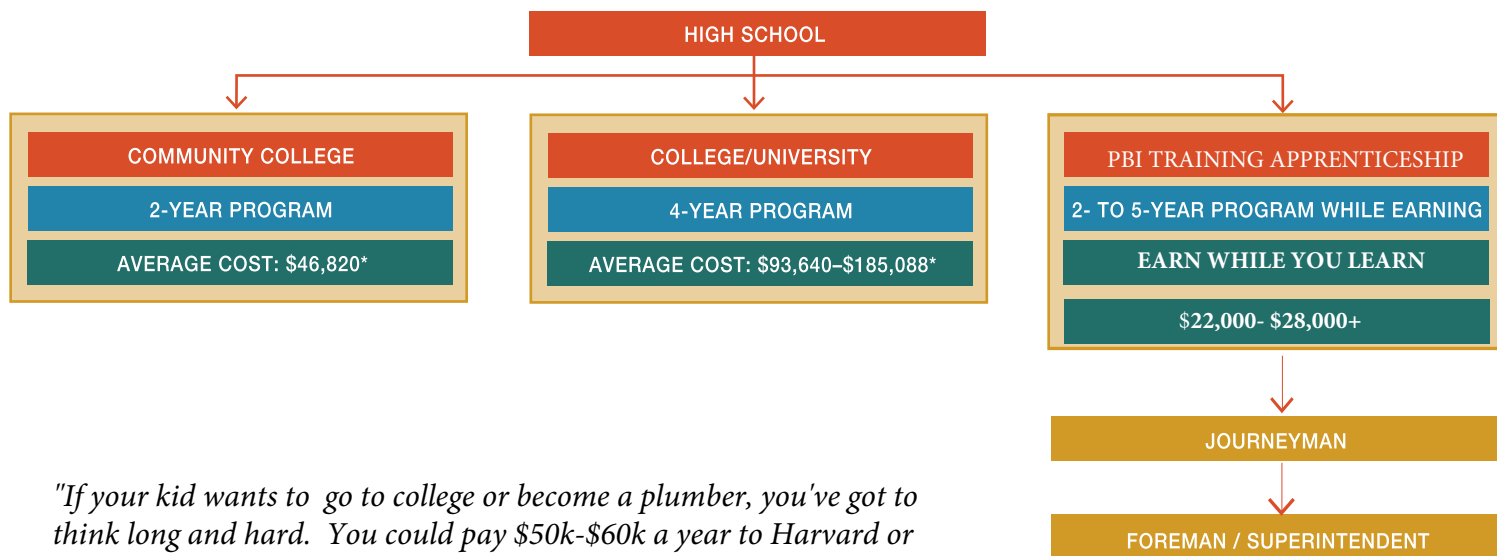 HIGH SCHOOL
COMMUNITY COLLEGE
2-YEAR PROGRAM
AVERAGE COST: $46,820*
COLLEGE/UNIVERSITY
4-YEAR PROGRAM
AVERAGE COST: $93,640–$185,088*
PBI TRAINING APPRENTICESHIP
2- TO 5-YEAR PROGRAM WHILE EARNING
EARN WHILE YOU LEARN
$22,000- $28,000+
JOURNEYMAN
FOREMAN / SUPERINTENDENT
"If your kid wants to  go to college or become a plumber, you've got to
think long and hard.  You could pay $50k-$60k a year to Harvard or